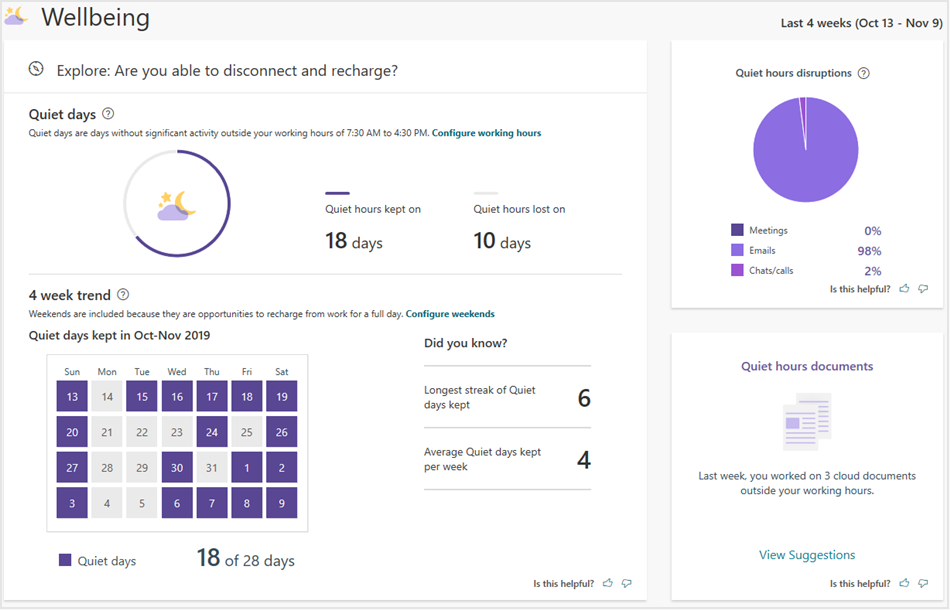 Wellbeing
Last 4 weeks (Oct 13 - Nov 9)
Explore: Are you able to disconnect and recharge?
Quiet days
Quiet days are days without significant activity outside your working hours of 7:30 AM to 4:30 PM. Configure working hours
Quiet hours kept on
18 days
Quiet hours lost on
10 days
4 week trend
Weekends are included because they are opportunities to recharge from work for a full day. Configure weekends
Quiet days kept in Oct-Nov 2019
Sun Mon Tue Wed Thu Fri Sat
13 14 15 16 17 18 19
20 21 22 23 24 25 26
27 28 29 30 31 1 2
3 4 5 6 7 8 9
Quiet days
18 of 28 days
Did you know?
Longest streak of Quiet
days kept
6
Average Quiet days kept
per week
4
Is this helpful?
Quiet hours disruptions
Meetings 0%
Emails 98%
Chats/calls 2%
Is this helpful?
Quiet hours documents
Last week, you worked on 3 cloud documents
outside your working hours.
View Suggestions
Is this helpful?